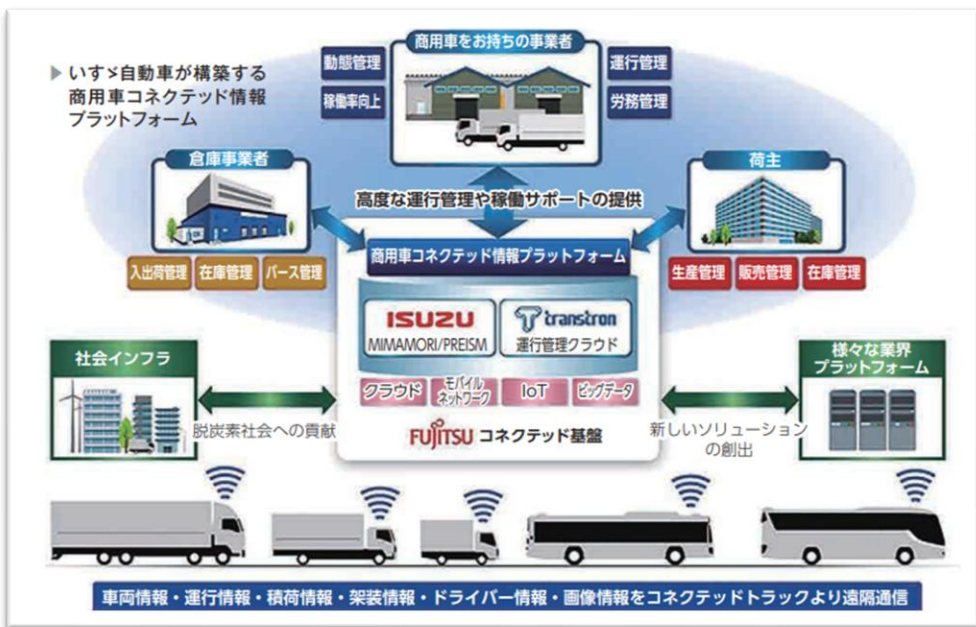 ▶ いすゞ自動車が構築する
商用車コネクテッド情報
プラットフォーム
商用車をお持ちの事業者
動態管理
稼働率向上
運行管理
労務管理
倉庫事業者
入出荷管理
在庫管理
バース管理
荷主
生産管理
販売管理
在庫管理
高度な運行管理や稼働サポートの提供
商用車コネクテッド情報プラットフォーム
ISUZU
MIMAMORI/PREISM
transtron
運行管理クラウド
クラウド
モバイル
ネットワーク
IoT
ビッグデータ
FUJITSU コネクテッド基盤
社会インフラ
脱炭素社会への貢献
様々な業界
プラットフォーム
新しいソリューション
の創出
車両情報・運行情報・積荷情報・架装情報・ドライバー情報・画像情報をコネクテッドトラックより遠隔通信